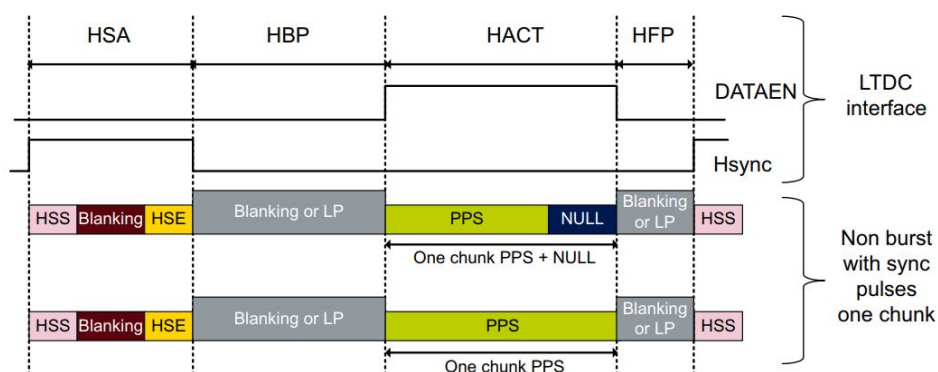 HSA HBP HACT HFP
DATAEN
LTDC
interface
Hsync
HSS Blanking HSE Blanking or LP PPS NULL Blanking
or LP HSS
One chunk PPS + NULL
Non burst
with sync
pulses
one chunk
HSS Blanking HSE Blanking or LP PPS Blanking
or LP HSS
One chunk PPS